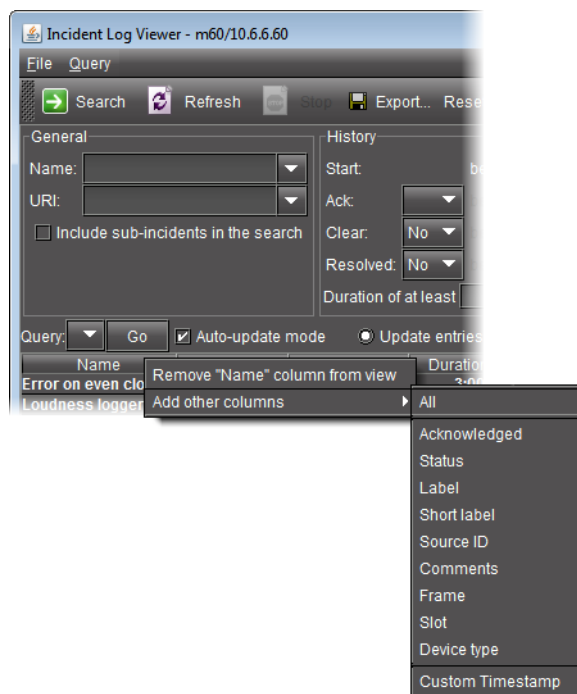 Incident Log Viewer - m60/10.6.6.60
File Query
Search Refresh Stop Export...
General
History
Name:
Start:
URI:
Ack:
Include sub-incidents in the search
Clear: No
Resolved: No
Duration of at least
Query: Go Auto-update mode Update entries
Name
Error on even
Loudness logger
Remove "Name" column from view
Add other columns
All
Acknowledged
Status
Label
Short label
Source ID
Comments
Frame
Slot
Device type
Custom Timestamp